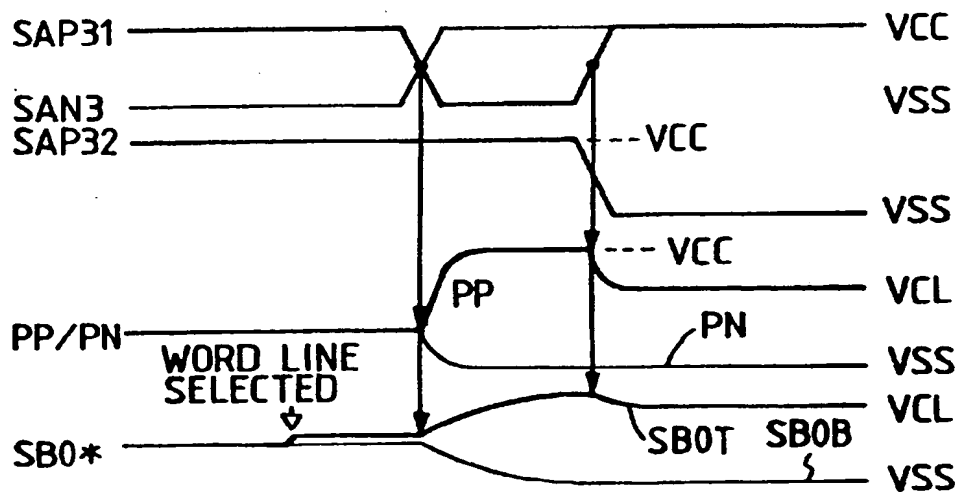 SAP31
VCC
SAN3
VSS
SAP32
VCC
VSS
VCC
PP
VCL
PP/PN
PN
WORD LINE
SELECTED
VSS
VCL
SB0*
SB0T
SB0B
VSS